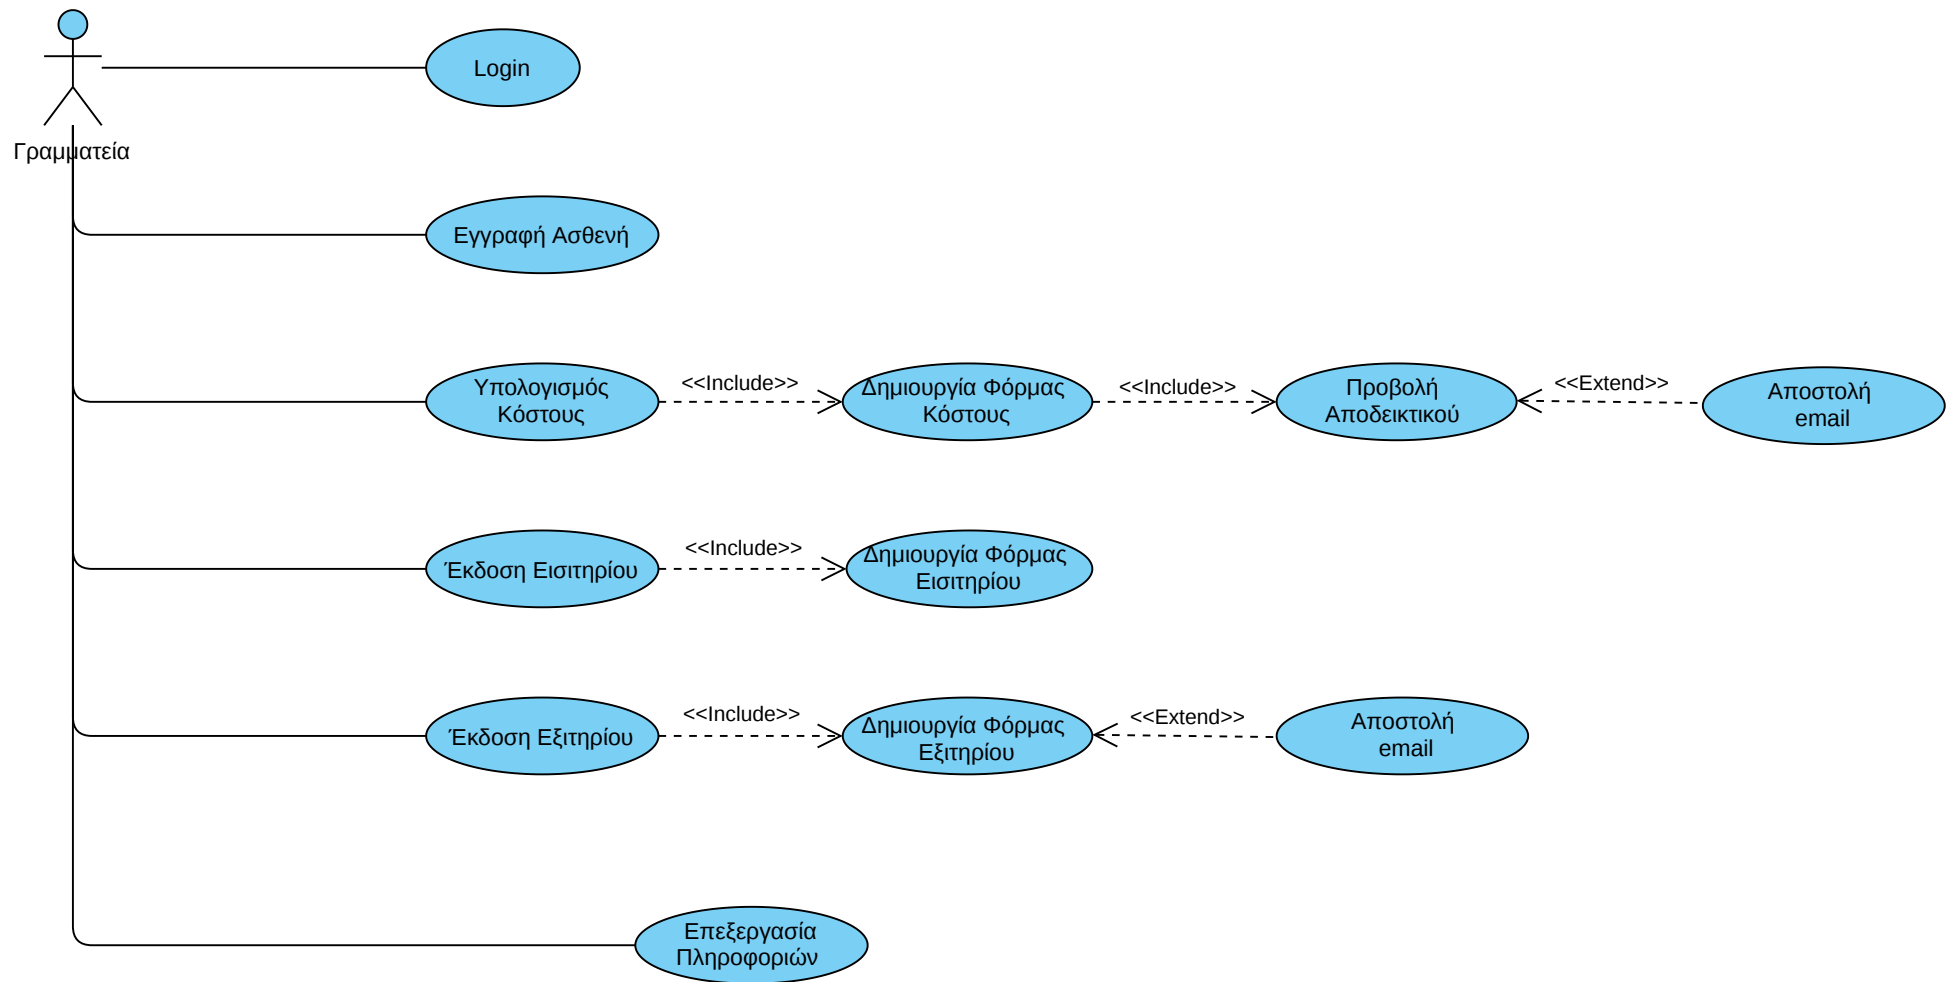 Login
Γραμματεία
Εγγραφή Ασθενή
Υπολογισμός
Κόστους
<<Include>>
Δημιουργία Φόρμας
Κόστους
<<Include>>
Προβολή
Αποδεικτικού
<<Extend>>
Αποστολή
email
Έκδοση Εισιτηρίου
<<Include>>
Δημιουργία Φόρμας
Εισιτηρίου
Έκδοση Εξιτηρίου
<<Include>>
Δημιουργία Φόρμας
Εξιτηρίου
<<Extend>>
Αποστολή
email
Επεξεργασία
Πληροφοριών